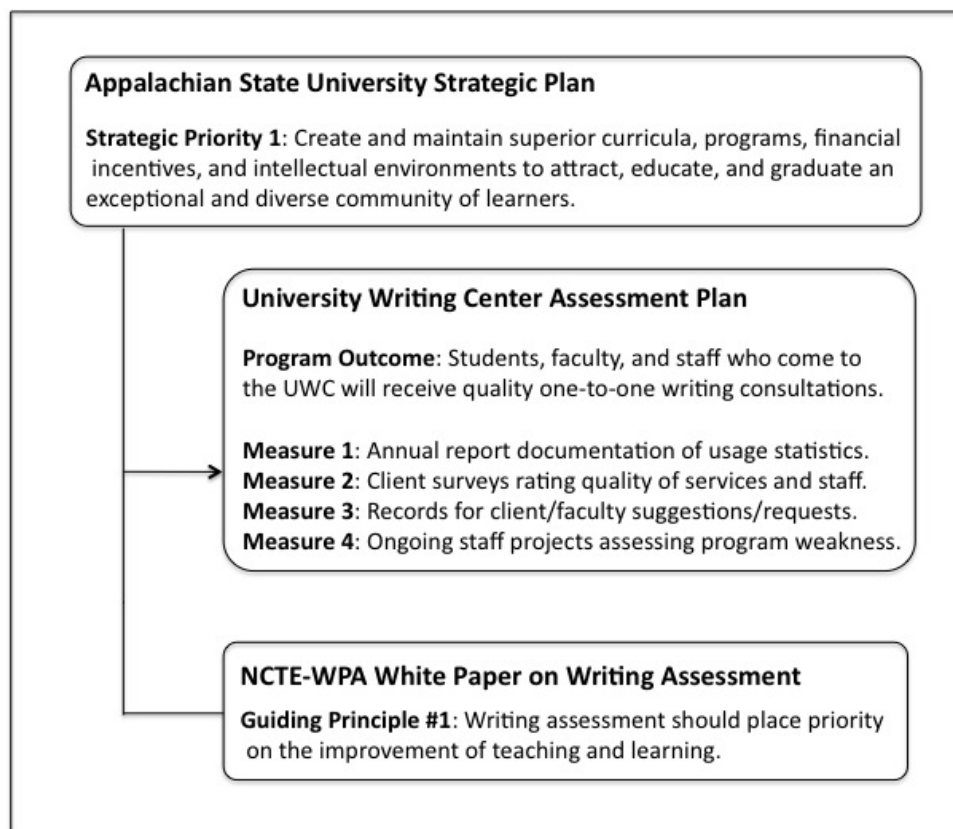 Appalachian State University Strategic Plan
Strategic Priority 1: Create and maintain superior curricula, programs, financial
incentives, and intellectual environments to attract, educate, and graduate an
exceptional and diverse community of learners.
University Writing Center Assessment Plan
Program Outcome: Students, faculty, and staff who come to
the UWC will receive quality one-to-one writing consultations.
Measure 1: Annual report documentation of usage statistics.
Measure 2: Client surveys rating quality of services and staff.
Measure 3: Records for client/faculty suggestions/requests.
Measure 4: Ongoing staff projects assessing program weakness.
NCTE-WPA White Paper on Writing Assessment
Guiding Principle #1: Writing assessment should place priority
on the improvement of teaching and learning.